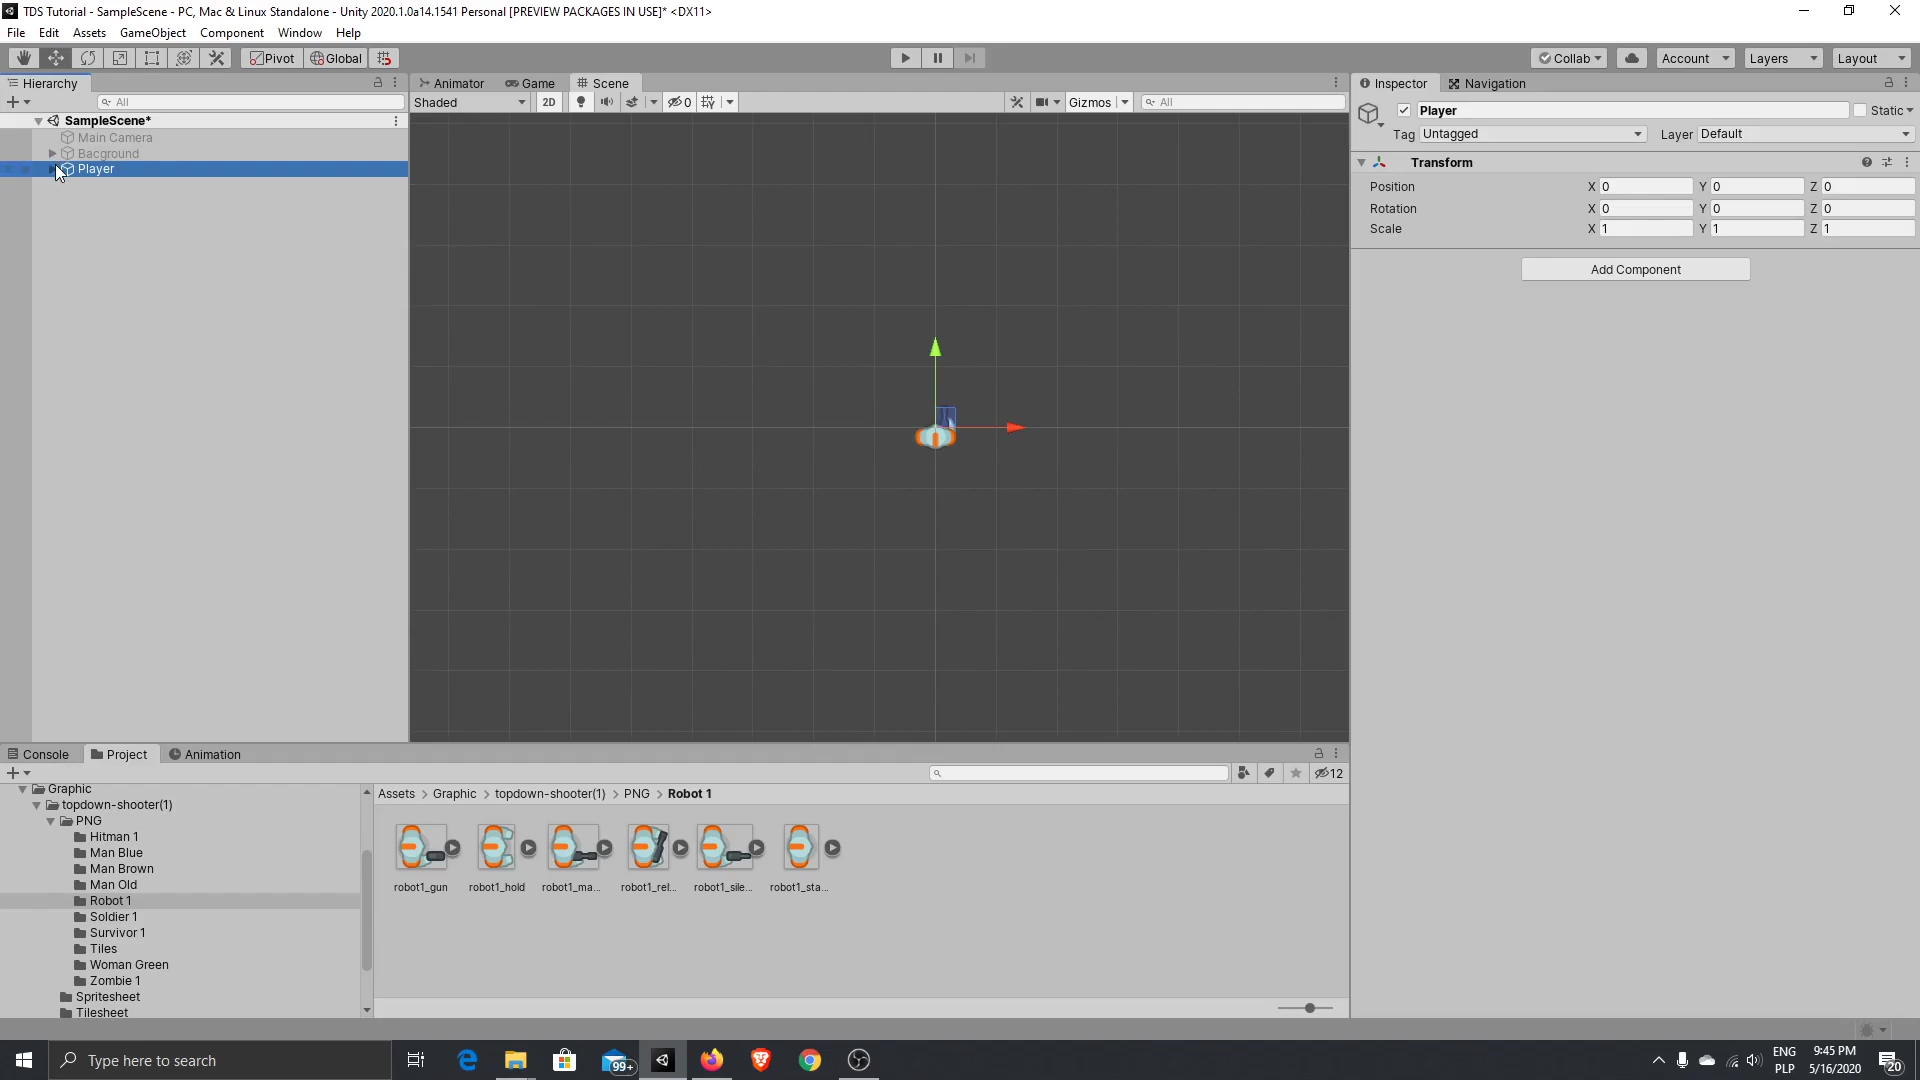 TDS Tutorial - SampleScene - PC, Mac & Linux Standalone - Unity 2020.1.0a14.1541 Personal [PREVIEW PACKAGES IN USE]* <DX11>
File Edit Assets GameObject Component Window Help
Pivot Global Collab Account Layers Layout
Hierarchy Animator Game Scene Inspector Navigation
All Shaded 2D 0 Gizmos All Player Static
SampleScene*
Main Camera
Bacground
Player
Tag Untagged Layer Default
Transform
Position X 0 Y 0 Z 0
Rotation X 0 Y 0 Z 0
Scale X 1 Y 1 Z 1
Add Component
Console Project Animation
12
Graphic
topdown-shooter(1)
PNG
Hitman 1
Man Blue
Man Brown
Man Old
Robot 1
Soldier 1
Survivor 1
Tiles
Woman Green
Zombie 1
Spritesheet
Tilesheet
Assets > Graphic > topdown-shooter(1) > PNG > Robot 1
robot1_gun robot1_hold robot1_ma... robot1_rel... robot1_sile... robot1_sta...
Type here to search
99+
ENG
PLP
9:45 PM
5/16/2020
20